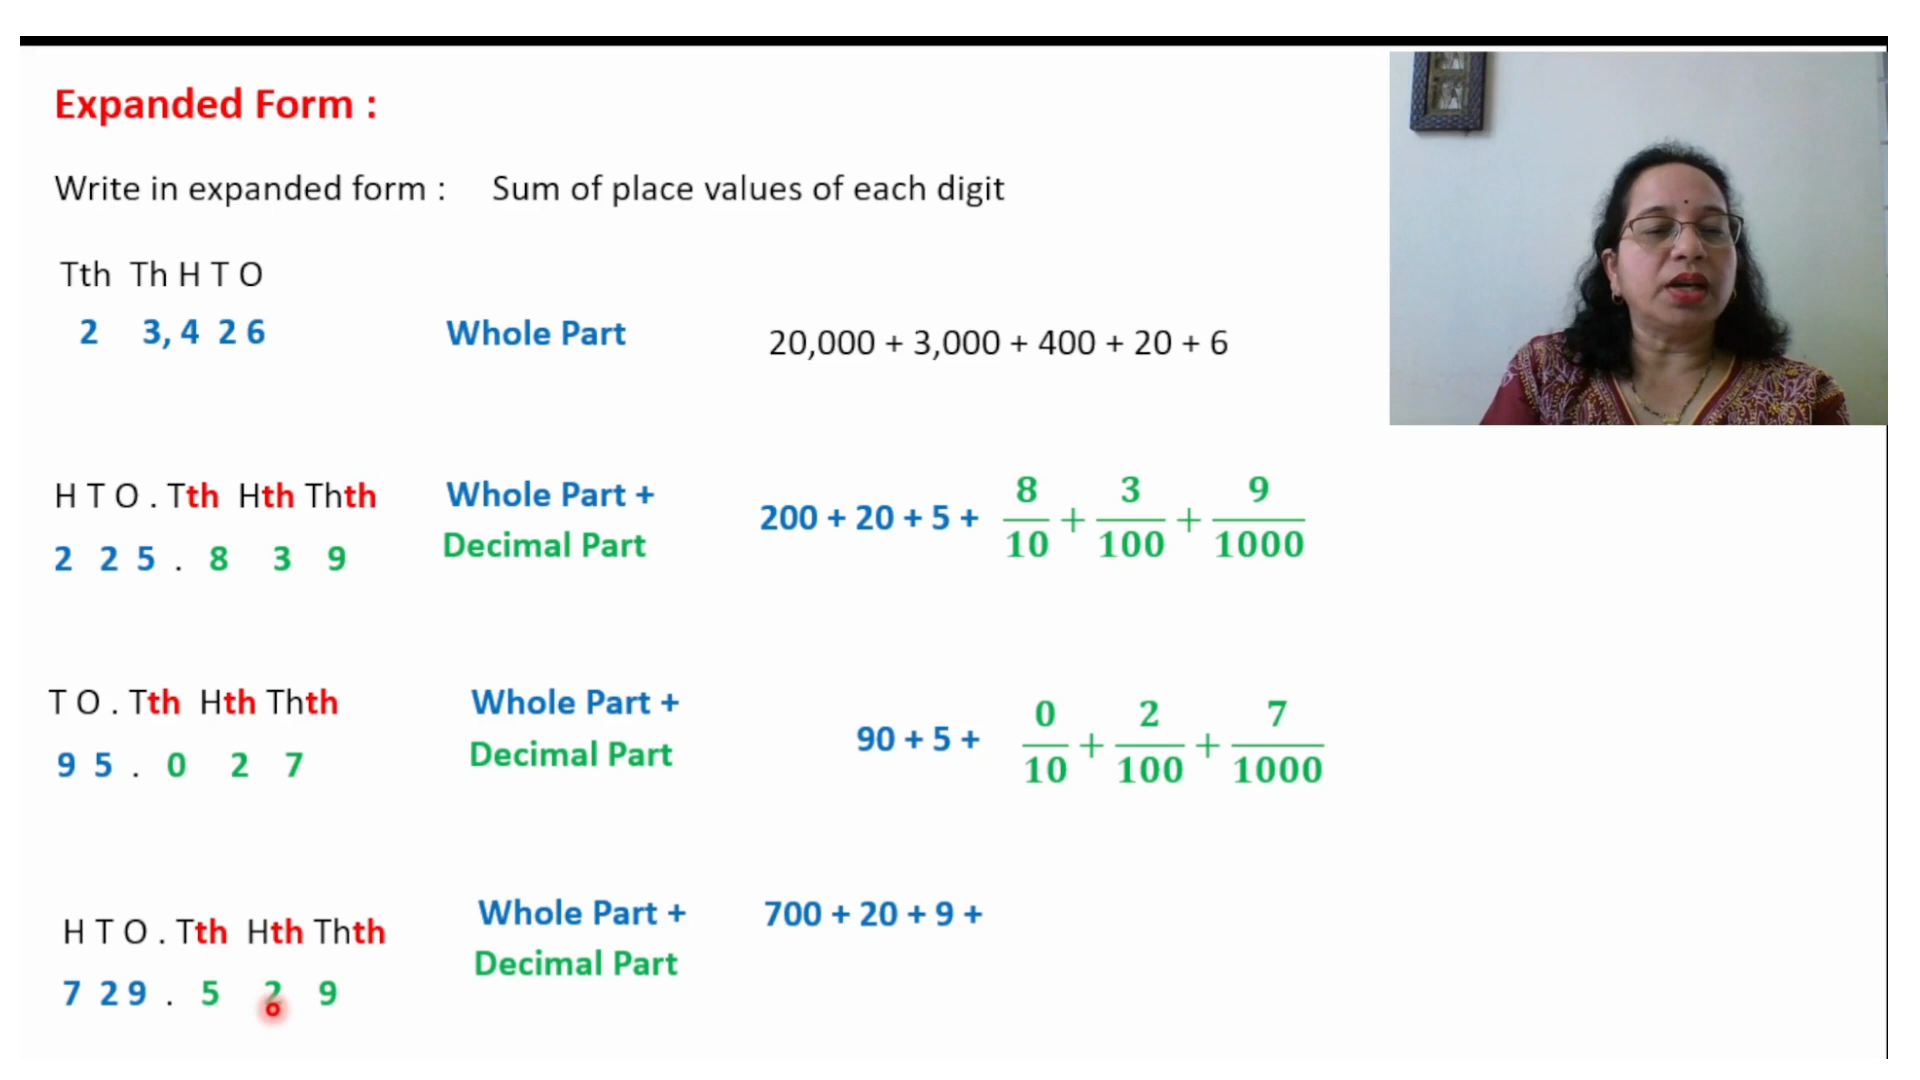 Expanded Form :
Write in expanded form : Sum of place values of each digit
Tth Th H T O
2 3, 4 2 6 Whole Part 20,000 + 3,000 + 400 + 20 + 6
H T O . Tth Hth Thth Whole Part +
2 2 5 . 8 3 9 Decimal Part 200 + 20 + 5 + 8/10 + 3/100 + 9/1000
T O . Tth Hth Thth Whole Part +
9 5 . 0 2 7 Decimal Part 90 + 5 + 0/10 + 2/100 + 7/1000
H T O . Tth Hth Thth Whole Part + 700 + 20 + 9 +
7 2 9 . 5 2 9 Decimal Part